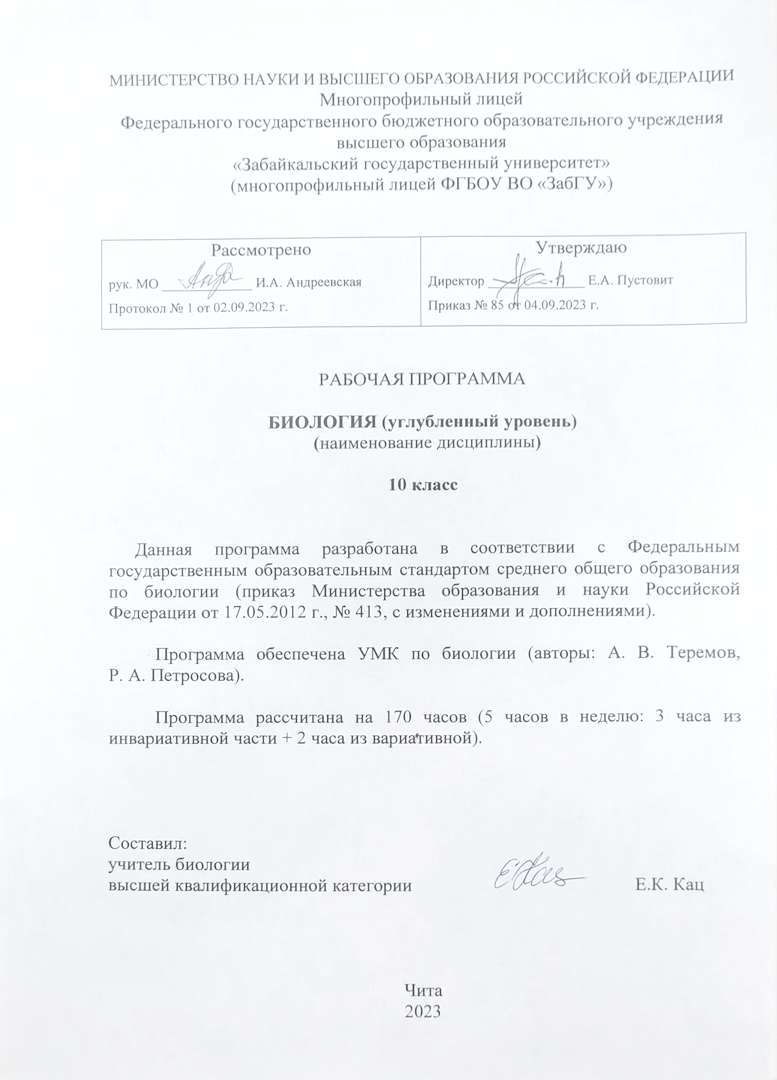 МИНИСТЕРСТВО НАУКИ И ВЫСШЕГО ОБРАЗОВАНИЯ РОССИЙСКОЙ ФЕДЕРАЦИИ
Многопрофильный лицей
Федерального государственного бюджетного образовательного учреждения
высшего образования
«Забайкальский государственный университет»
(многопрофильный лицей ФГБОУ ВО «ЗабГУ»)
Рассмотрено
рук. МО ____________ И.А. Андреевская
Протокол № 1 от 02.09.2023 г.
Утверждаю
Директор ____________ Е.А. Пустовит
Приказ № 85 от 04.09.2023 г.
РАБОЧАЯ ПРОГРАММА
БИОЛОГИЯ (углубленный уровень)
(наименование дисциплины)
10 класс
Данная программа разработана в соответствии с Федеральным
государственным образовательным стандартом среднего общего образования
по биологии (приказ Министерства образования и науки Российской
Федерации от 17.05.2012 г., № 413, с изменениями и дополнениями).
Программа обеспечена УМК по биологии (авторы: А. В. Теремов,
Р. А. Петросова).
Программа рассчитана на 170 часов (5 часов в неделю: 3 часа из
инвариативной части + 2 часа из вариативной).
Составил:
учитель биологии
высшей квалификационной категории Е.К. Кац
Чита
2023